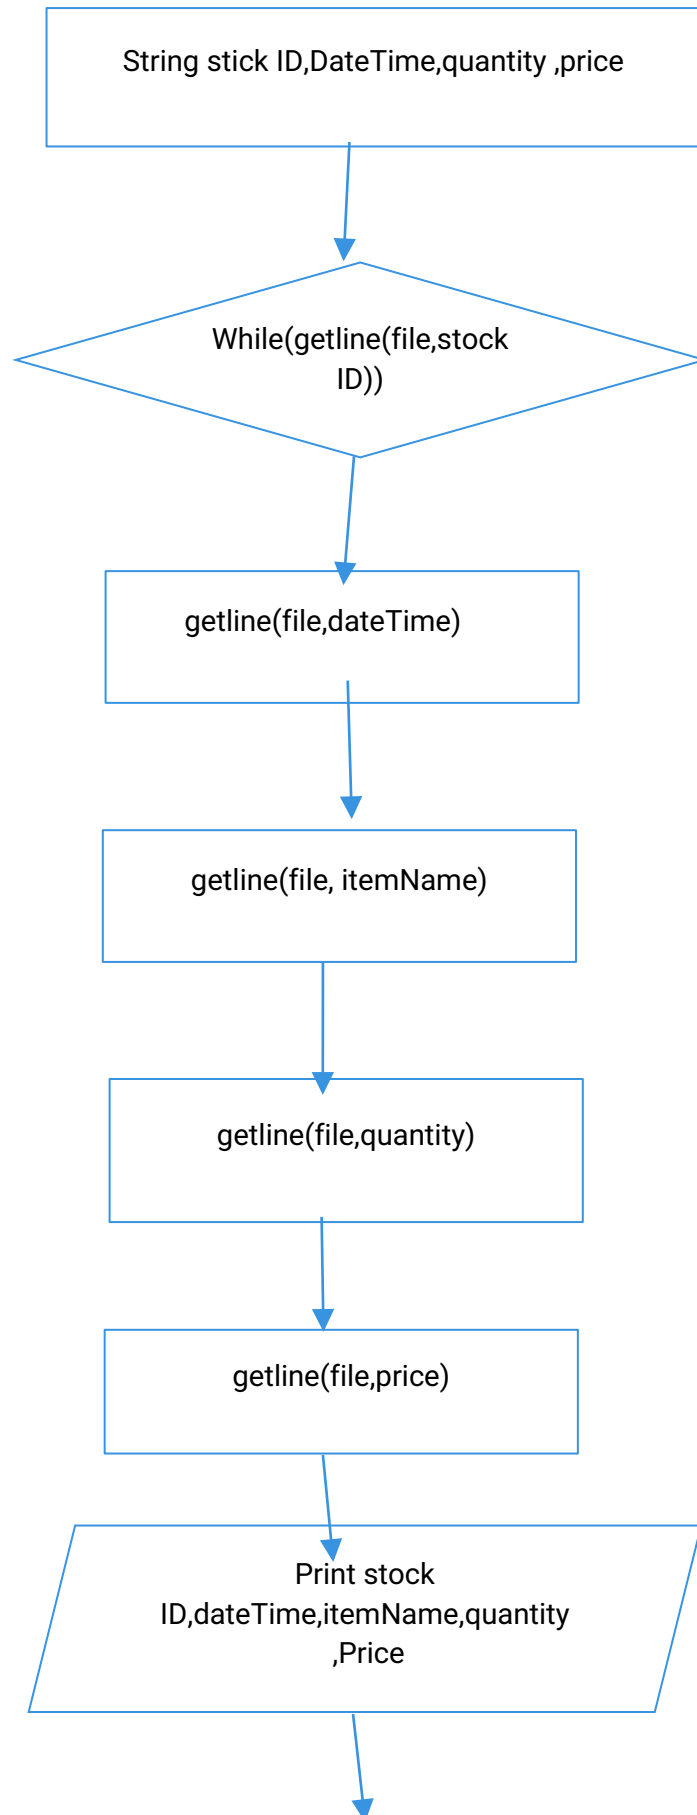 String stick ID,DateTime,quantity ,price
While(getline(file,stock
ID))
getline(file,dateTime)
getline(file, itemName)
getline(file,quantity)
getline(file,price)
Print stock
ID,dateTime,itemName,quantity
,Price